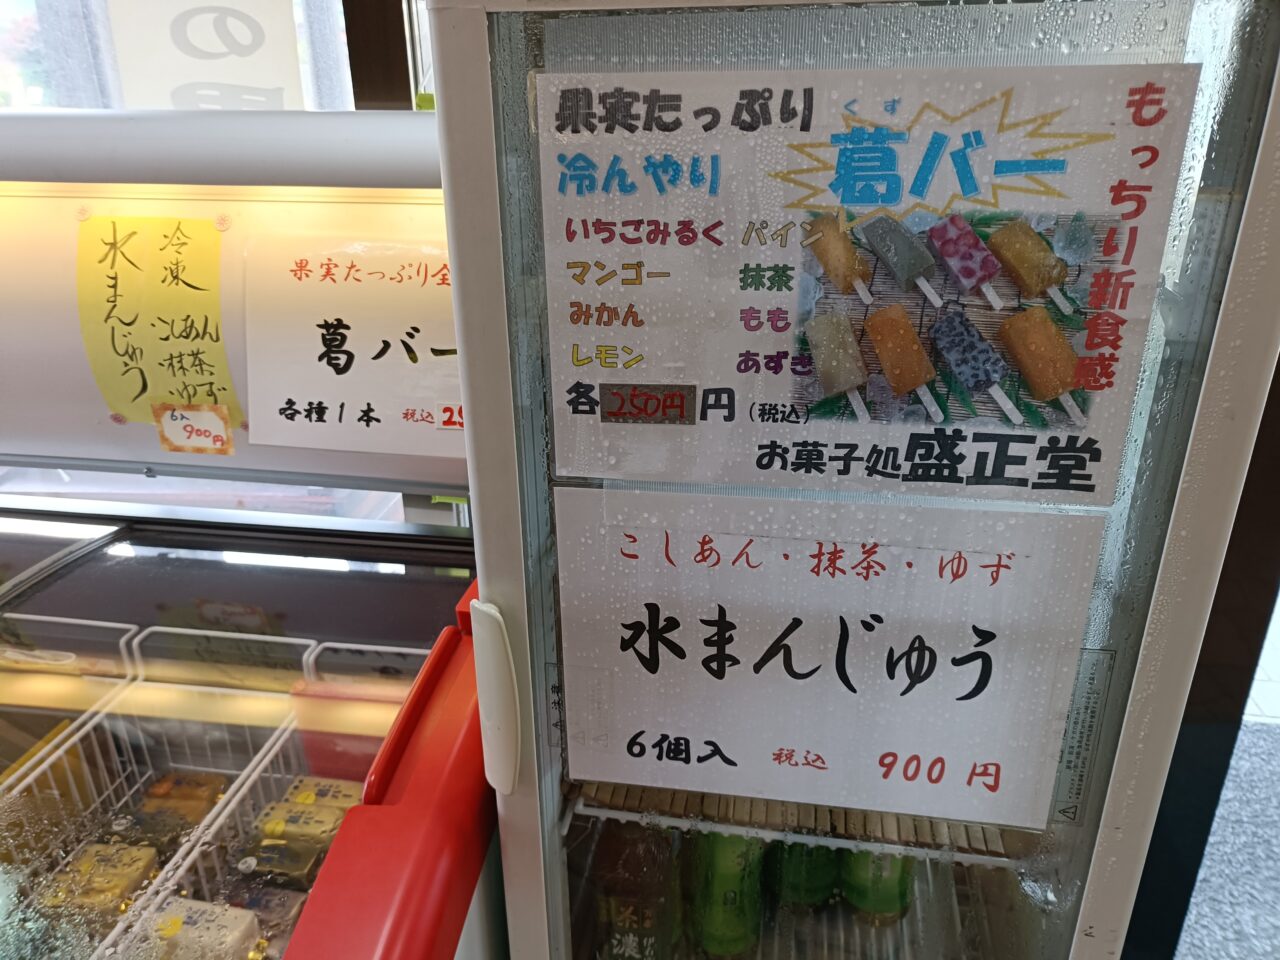 の
冷凍
水まんじゅう
こしあん
抹茶
ゆず
6入
900円
果実たっぷり全
葛バー
各種1本 税込 25
果実たっぷり
冷んやり
くず
葛バー
もっちり新食感
いちごみるく
パイン
マンゴー
抹茶
みかん
もも
レモン
あずき
各250円円(税込)
お菓子処盛正堂
こしあん・抹茶・ゆず
水まんじゅう
6個入 税込 900円
注意
濃